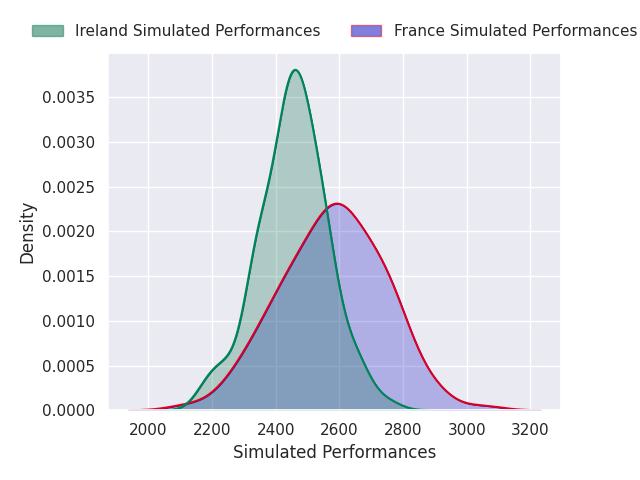 Ireland Simulated Performances France Simulated Performances
0.0035
0.0030
0.0025
0.0020
0.0015
0.0010
0.0005
0.0000
Density
2000 2200 2400 2600 2800 3000 3200
Simulated Performances